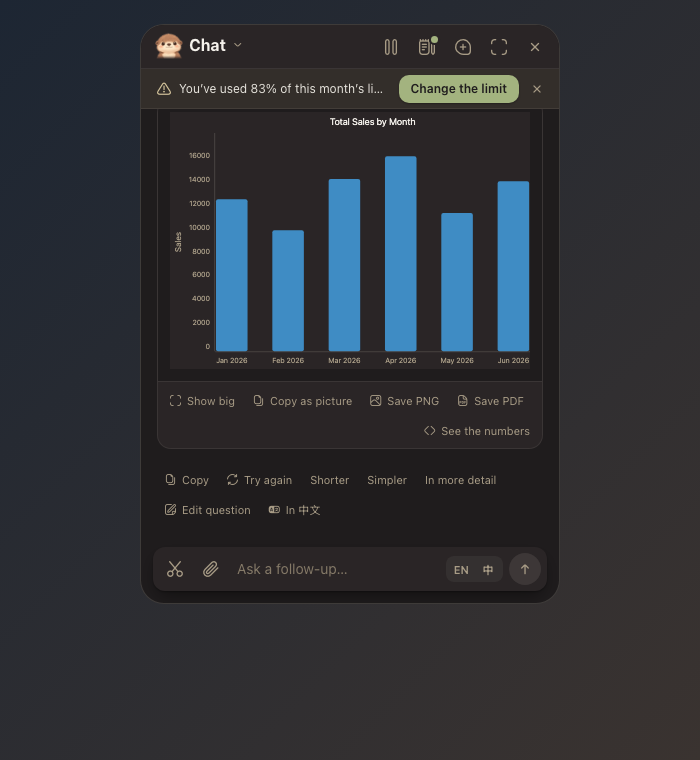 Chat
You've used 83% of this month's li... Change the limit
Total Sales by Month
Sales
16000
14000
12000
10000
8000
6000
4000
2000
0
Jan 2026 Feb 2026 Mar 2026 Apr 2026 May 2026 Jun 2026
Show big Copy as picture Save PNG Save PDF
See the numbers
Copy Try again Shorter Simpler In more detail
Edit question In 中文
Ask a follow-up... EN 中